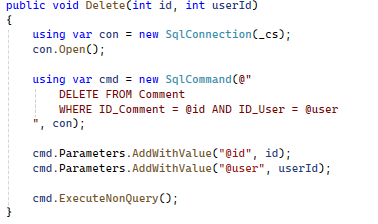 public void Delete(int id, int userId)
{
    using var con = new SqlConnection(_cs);
    con.Open();

    using var cmd = new SqlCommand(@"
        DELETE FROM Comment
        WHERE ID_Comment = @id AND ID_User = @user
    ", con);

    cmd.Parameters.AddWithValue("@id", id);
    cmd.Parameters.AddWithValue("@user", userId);

    cmd.ExecuteNonQuery();
}